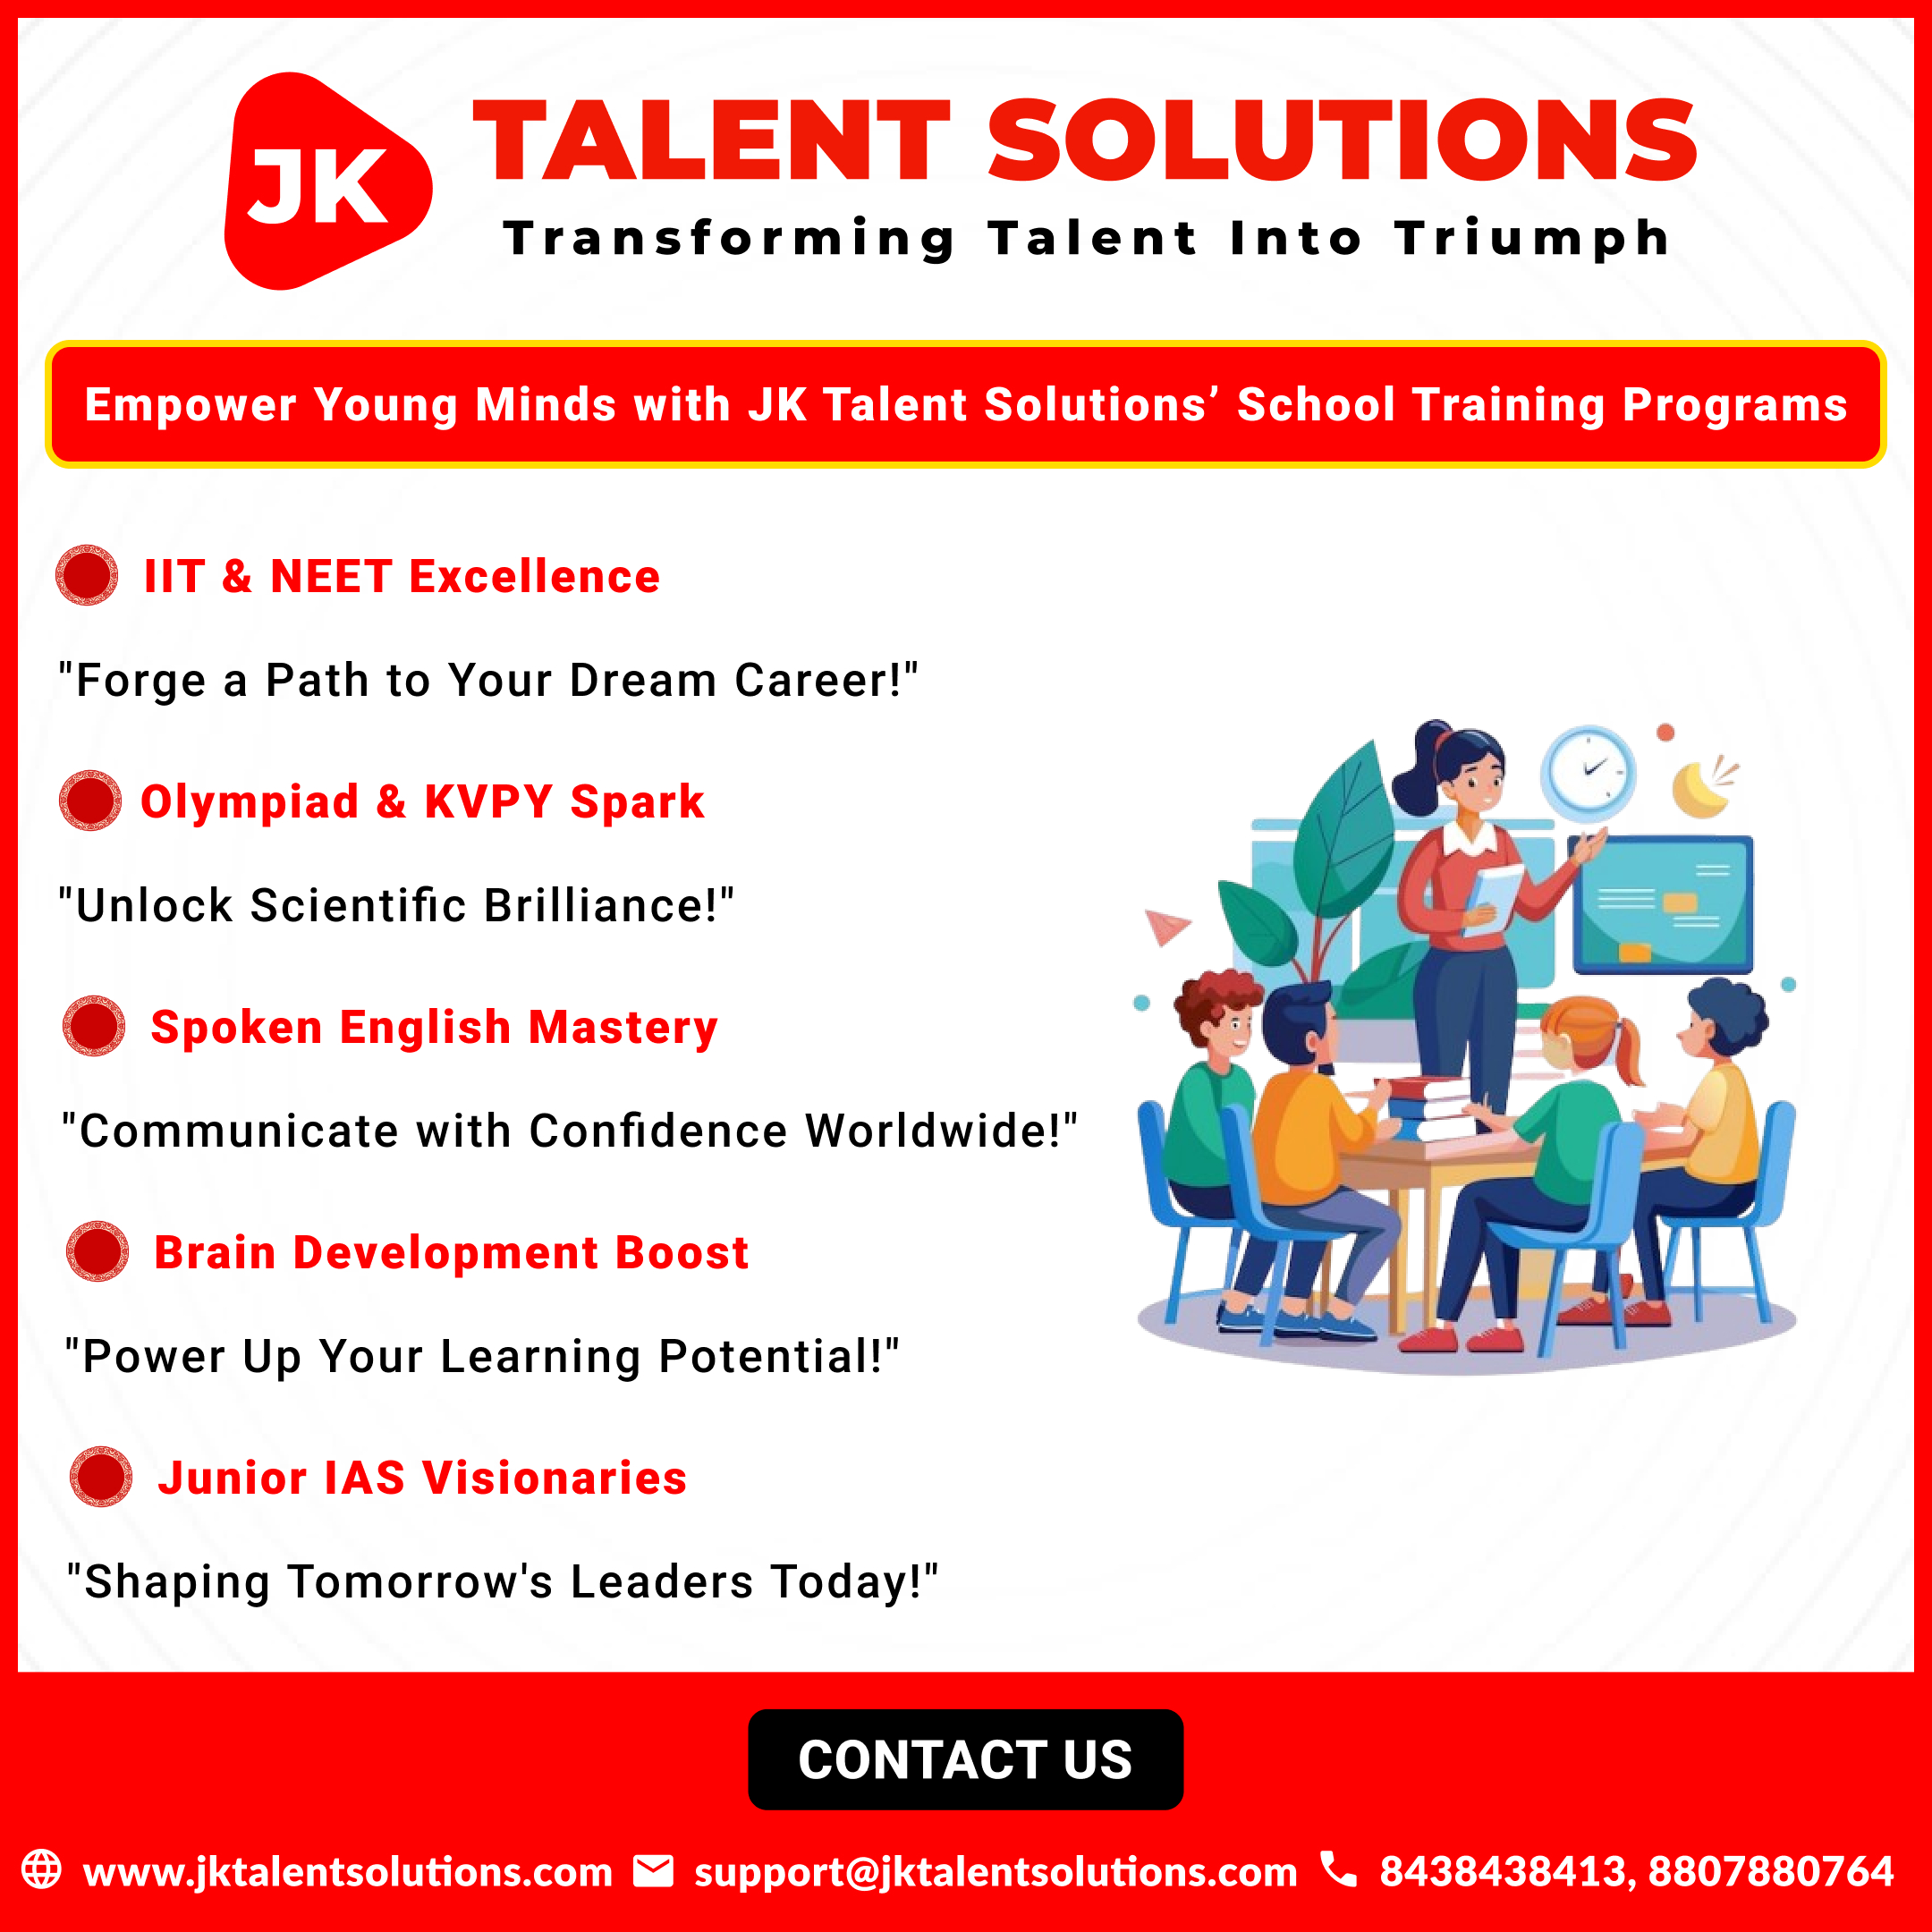 JK
TALENT SOLUTIONS
Transforming Talent Into Triumph
Empower Young Minds with JK Talent Solutions’ School Training Programs
IIT & NEET Excellence
"Forge a Path to Your Dream Career!"
Olympiad & KVPY Spark
"Unlock Scientific Brilliance!"
Spoken English Mastery
"Communicate with Confidence Worldwide!"
Brain Development Boost
"Power Up Your Learning Potential!"
Junior IAS Visionaries
"Shaping Tomorrow's Leaders Today!"
CONTACT US
www.jktalentsolutions.com support@jktalentsolutions.com 8438438413, 8807880764